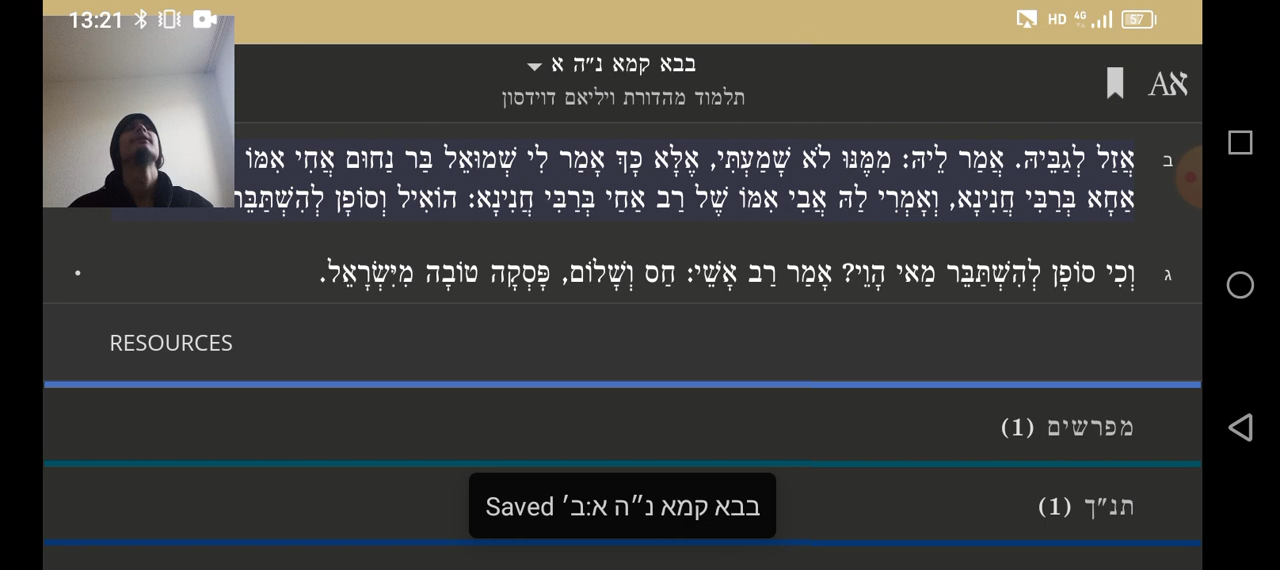 13:21 HD 4G 57
בבא קמא נ״ה א
תלמוד מהדורת ויליאם דוידסון
אA
ב אֲזַל לְגַבֵּיהּ. אֲמַר לֵיהּ: מִמֶּנּוּ לֹא שָׁמַעְתִּי, אֶלָּא כָּךְ אָמַר לִי שְׁמוּאֵל בַּר נַחוּם אֲחִי אִמּוֹ
אַחָא בְּרַבִּי חֲנִינָא, וְאָמְרִי לַהּ אֲבִי אִמּוֹ שֶׁל רַב אַחַי בְּרַבִּי חֲנִינָא: הוֹאִיל וְסוֹפָן לְהִשְׁתַּבֵּר
ג וְכִי סוֹפָן לְהִשְׁתַּבֵּר מַאי הָוֵי? אָמַר רַב אָשֵׁי: חַס וְשָׁלוֹם, פָּסְקָה טוֹבָה מִיִּשְׂרָאֵל.
RESOURCES
מפרשים (1)
תנ״ך (1)
בבא קמא נ״ה א:ב׳ Saved